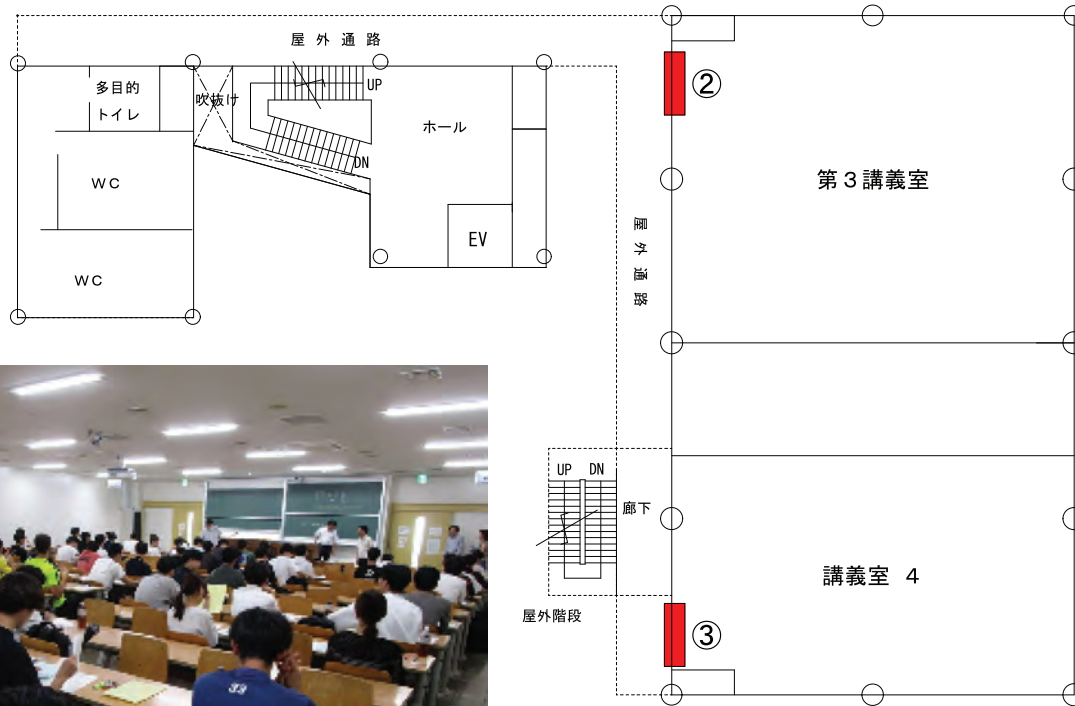 屋外通路
多目的
トイレ
吹抜け
UP
DN
ホール
WC
WC
EV
屋外通路
②
第3講義室
UP DN
廊下
屋外階段
講義室 4
③
33